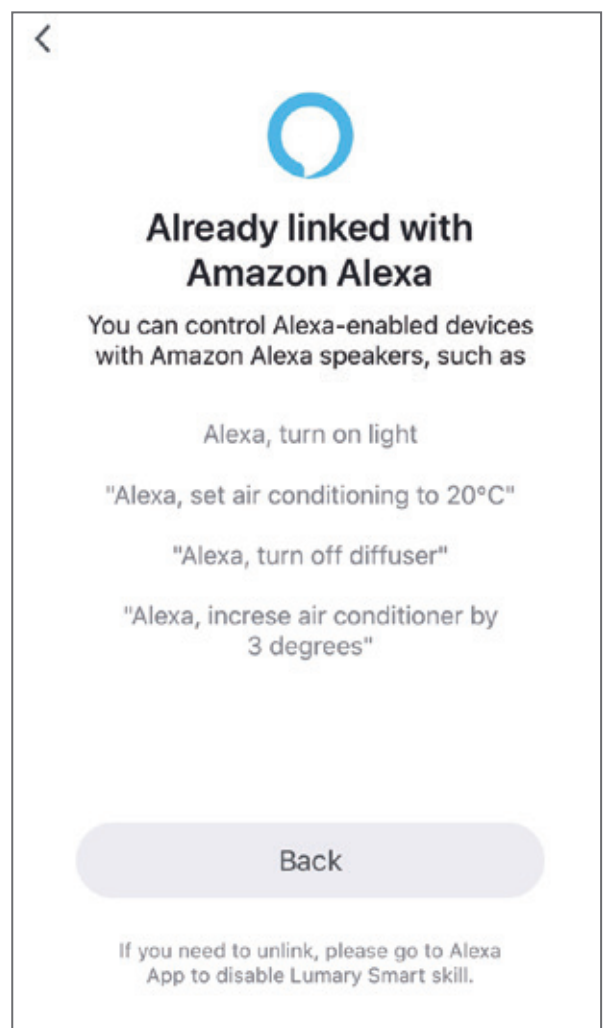 Already linked with
Amazon Alexa
You can control Alexa-enabled devices
with Amazon Alexa speakers, such as
Alexa, turn on light
"Alexa, set air conditioning to 20°C"
"Alexa, turn off diffuser"
"Alexa, increse air conditioner by
3 degrees"
Back
If you need to unlink, please go to Alexa
App to disable Lumary Smart skill.